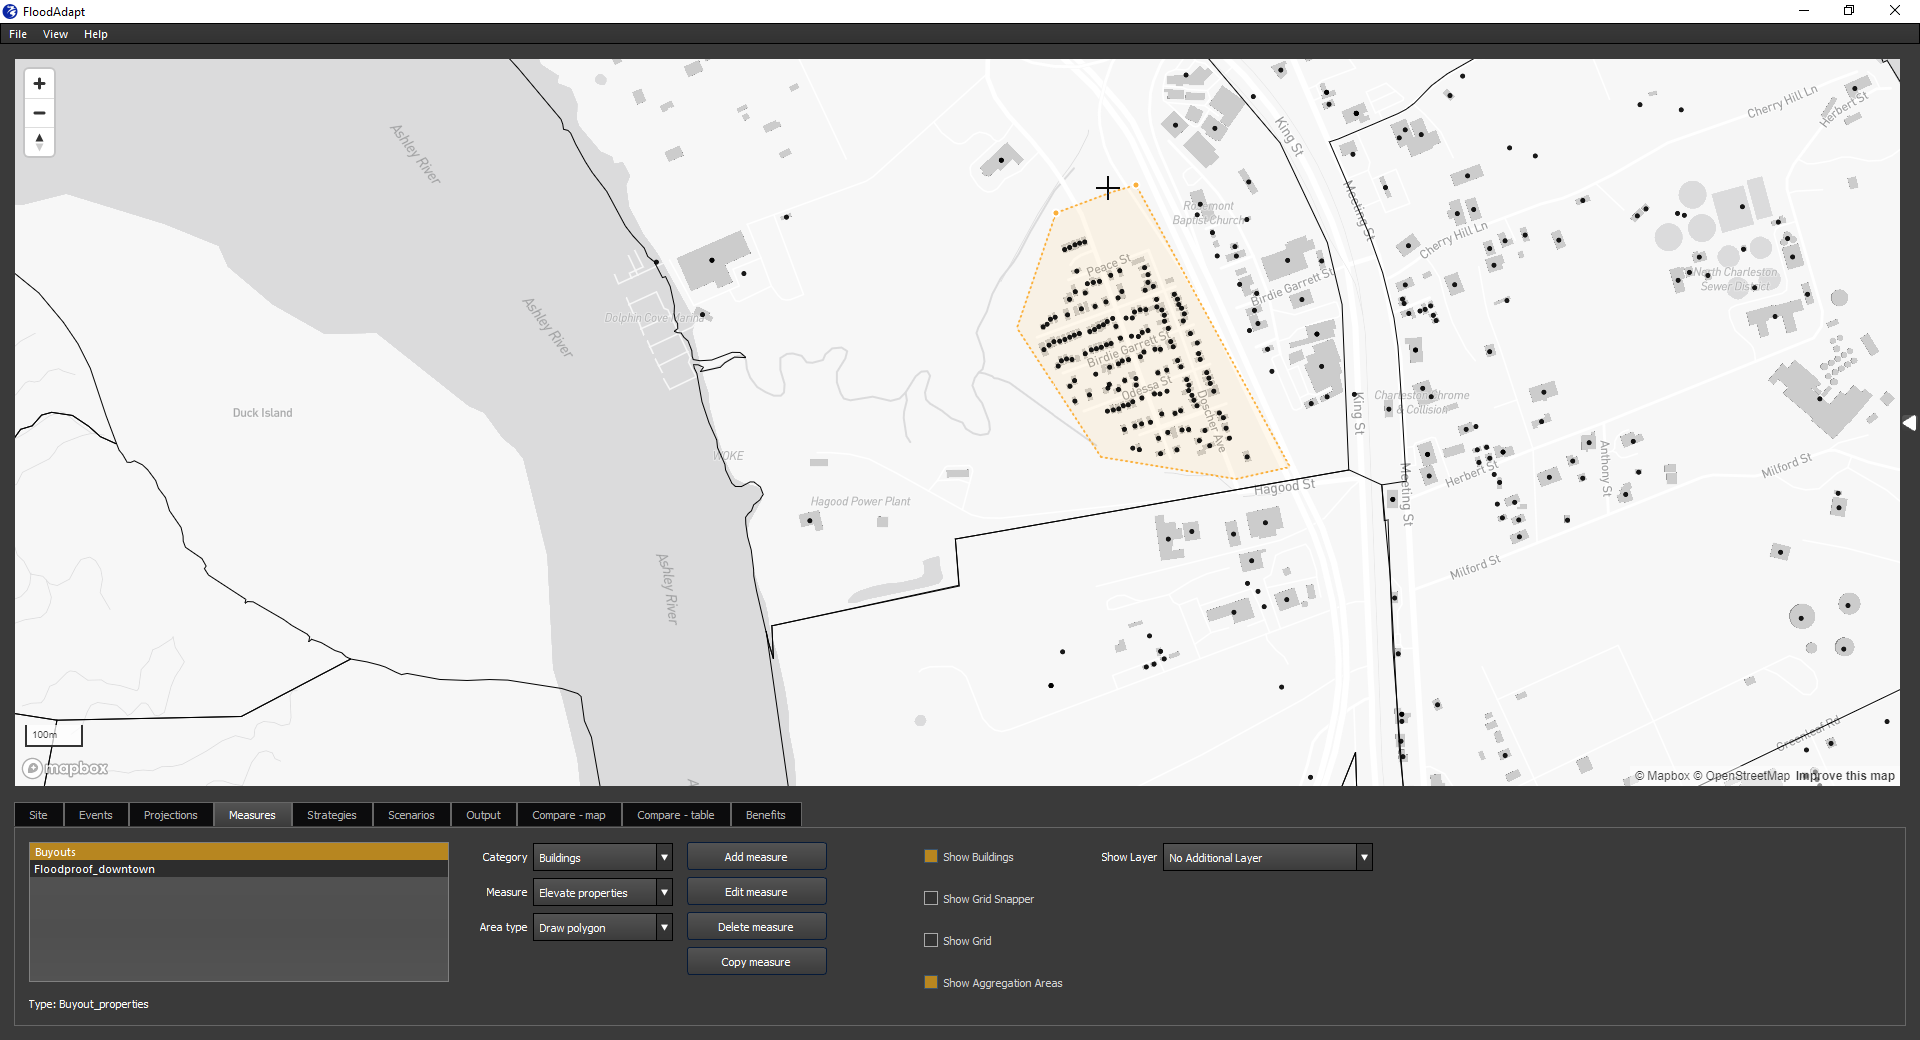 FloodAdapt
File View Help
Cherry Hill Ln
Herbert St
King St
Ashley River
Meeting St
Rosemont
Baptist Church
Cherry Hill Ln
Peace St
North Charleston
Sewer District
Birdie Garrett St
Dolphin Cove Marina
Ashley River
Birdie Garrett St
Odessa St
Doscher Ave
Charleston Chrome
& Collision
King St
Duck Island
WOKE
Anthony St
Herbert St
Milford St
Meeting St
Hagood St
Hagood Power Plant
Ashley River
Milford St
Greenleaf Rd
100m
mapbox
© Mapbox © OpenStreetMap Improve this map
Site Events Projections Measures Strategies Scenarios Output Compare - map Compare - table Benefits
Buyouts
Floodproof_downtown
Type: Buyout_properties
Category Buildings
Measure Elevate properties
Area type Draw polygon
Add measure
Edit measure
Delete measure
Copy measure
Show Buildings
Show Grid Snapper
Show Grid
Show Aggregation Areas
Show Layer No Additional Layer